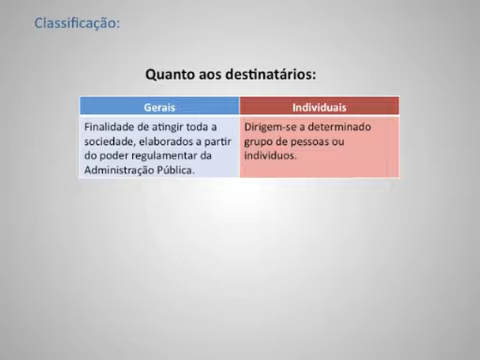 Classificação:
Quanto aos destinatários:
Gerais
Finalidade de atingir toda a
sociedade, elaborados a partir
do poder regulamentar da
Administração Pública.
Individuais
Dirigem-se a determinado
grupo de pessoas ou
individuos.